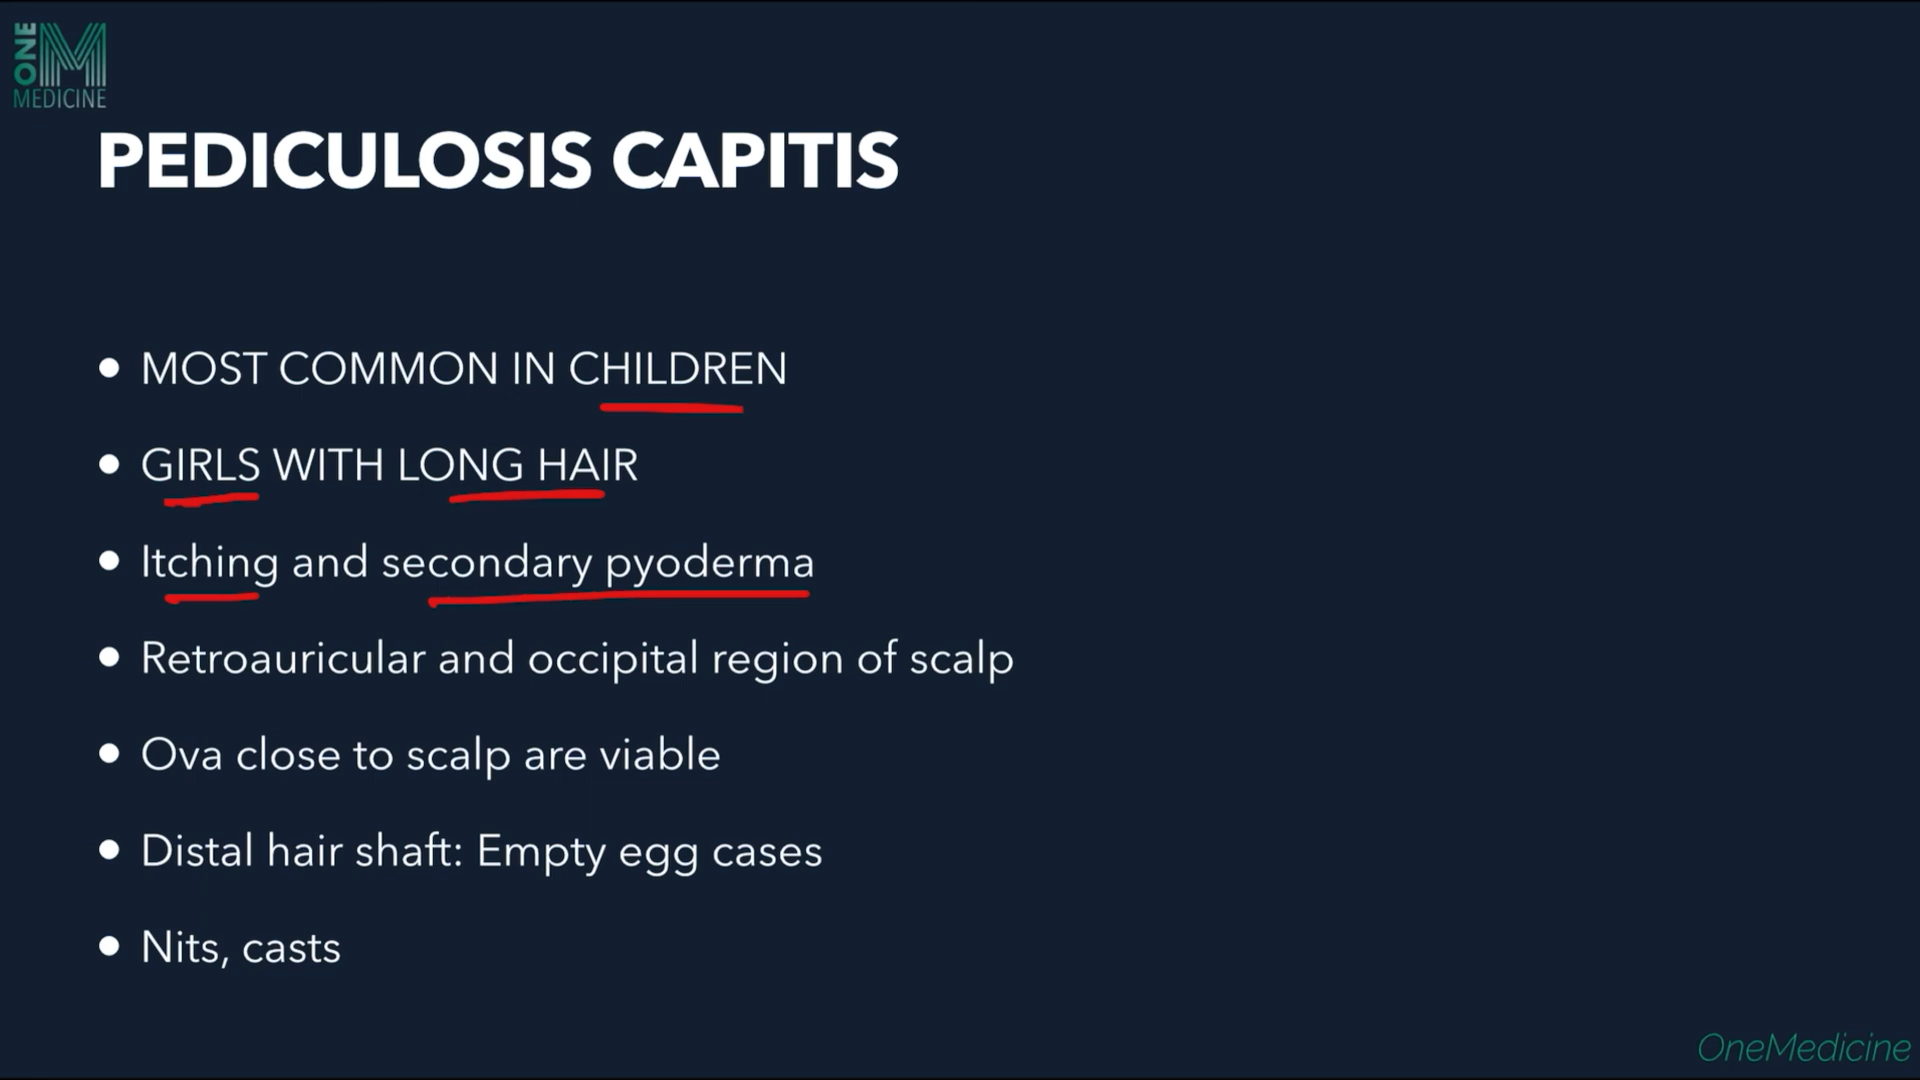 ONE
MEDICINE
PEDICULOSIS CAPITIS
• MOST COMMON IN CHILDREN
• GIRLS WITH LONG HAIR
• Itching and secondary pyoderma
• Retroauricular and occipital region of scalp
• Ova close to scalp are viable
• Distal hair shaft: Empty egg cases
• Nits, casts
OneMedicine